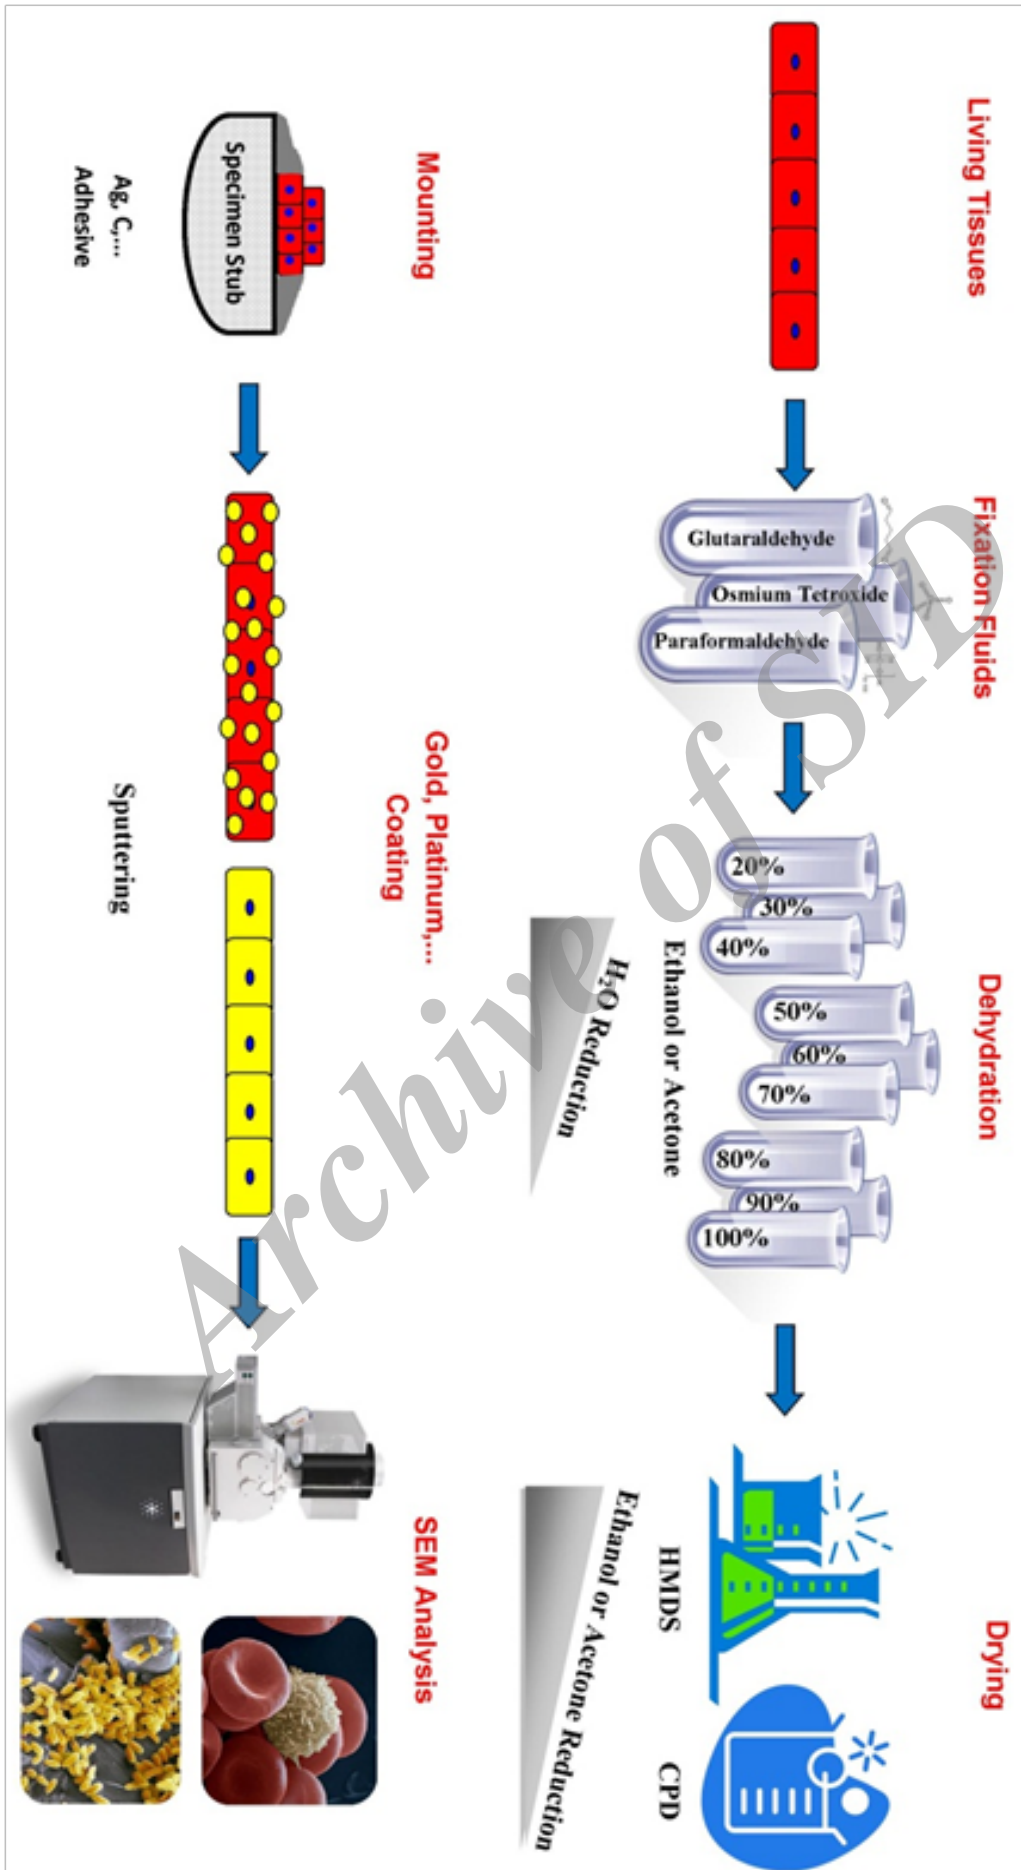 Living Tissues
Fixation Fluids
Glutaraldehyde
Osmium Tetroxide
Paraformaldehyde
Dehydration
20%
30%
40%
50%
60%
70%
80%
90%
100%
Ethanol or Acetone
H₂O Reduction
Drying
HMDS
CPD
Ethanol or Acetone Reduction
Mounting
Specimen Stub
Ag, C,...
Adhesive
Gold, Platinum,...
Coating
Sputtering
SEM Analysis
Archive of SID